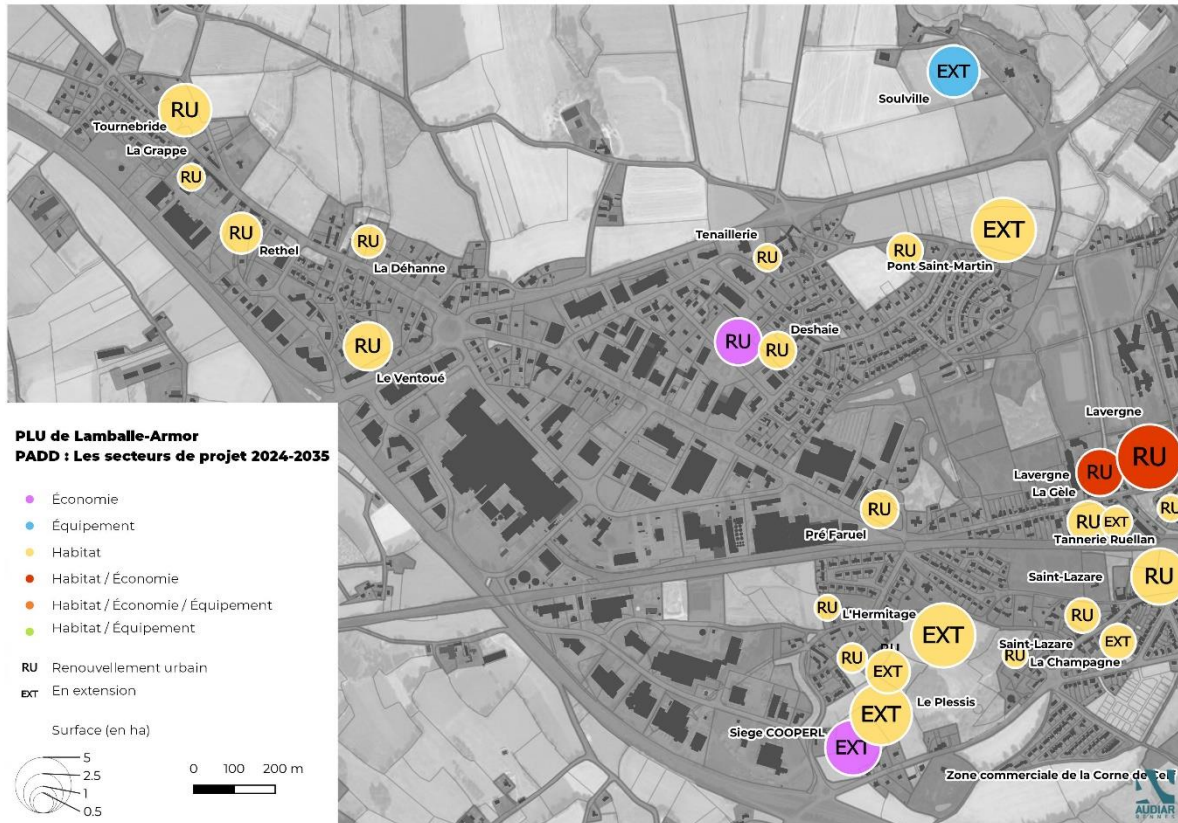 EXT
Soulville
RU
Tournebride
La Grappe
RU
RU
Rethel
RU
La Déhanne
Tenaillerie
RU
RU
Pont Saint-Martin
EXT
RU
Le Ventoué
RU
Deshaie
RU
PLU de Lamballe-Armor
PADD : Les secteurs de projet 2024-2035
Économie
Équipement
Habitat
Habitat / Économie
Habitat / Économie / Équipement
Habitat / Équipement
RU Renouvellement urbain
EXT En extension
Surface (en ha)
5
2.5
1
0.5
0 100 200 m
Lavergne
RU
Lavergne
RU
La Gèle
RU
EXT
RU
Tannerie Ruellan
RU
Pré Faruel
Saint-Lazare
RU
RU
L'Hermitage
EXT
RU
Saint-Lazare
EXT
RU
La Champagne
RU
RU
EXT
EXT
Le Plessis
Siege COOPERL
EXT
Zone commerciale de la Corne de
AUDIAR
RENNES